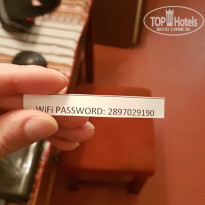 TOP Hotels
ФОТО ТУРИСТА
WiFi PASSWORD: 2897029190